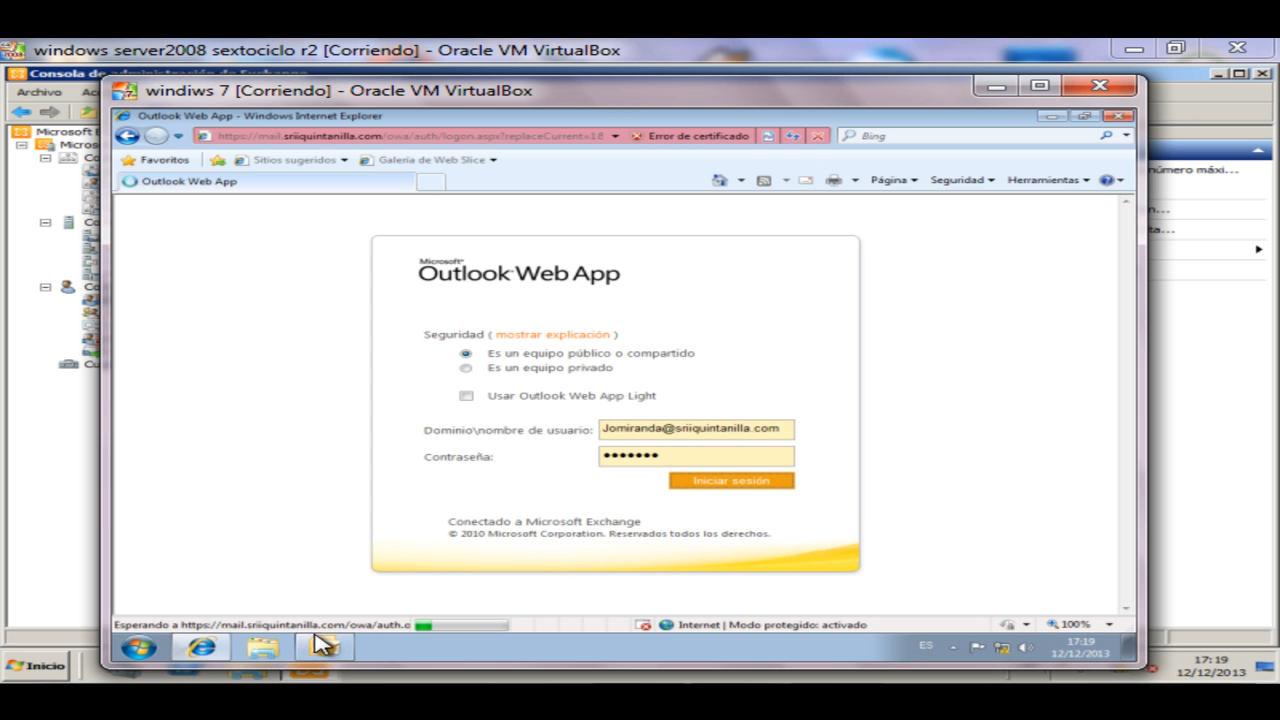 windows server2008 sextociclo r2 [Corriendo] - Oracle VM VirtualBox
Consola de administración de Exchange
Archivo
windiws 7 [Corriendo] - Oracle VM VirtualBox
Outlook Web App - Windows Internet Explorer
https://mail.sriiquintanilla.com/owa/auth/logon.aspx?replaceCurrent=18
Error de certificado
Bing
Favoritos
Sitios sugeridos
Galería de Web Slice
Outlook Web App
Página
Seguridad
Herramientas
número máxi...
Microsoft
Outlook Web App
Seguridad ( mostrar explicación )
Es un equipo público o compartido
Es un equipo privado
Usar Outlook Web App Light
Dominio\nombre de usuario:
Jomiranda@sriiquintanilla.com
Contraseña:
•••••••
Iniciar sesión
Conectado a Microsoft Exchange
© 2010 Microsoft Corporation. Reservados todos los derechos.
Esperando a https://mail.sriiquintanilla.com/owa/auth.o
Internet | Modo protegido: activado
100%
ES
17:19
12/12/2013
Inicio
17:19
12/12/2013